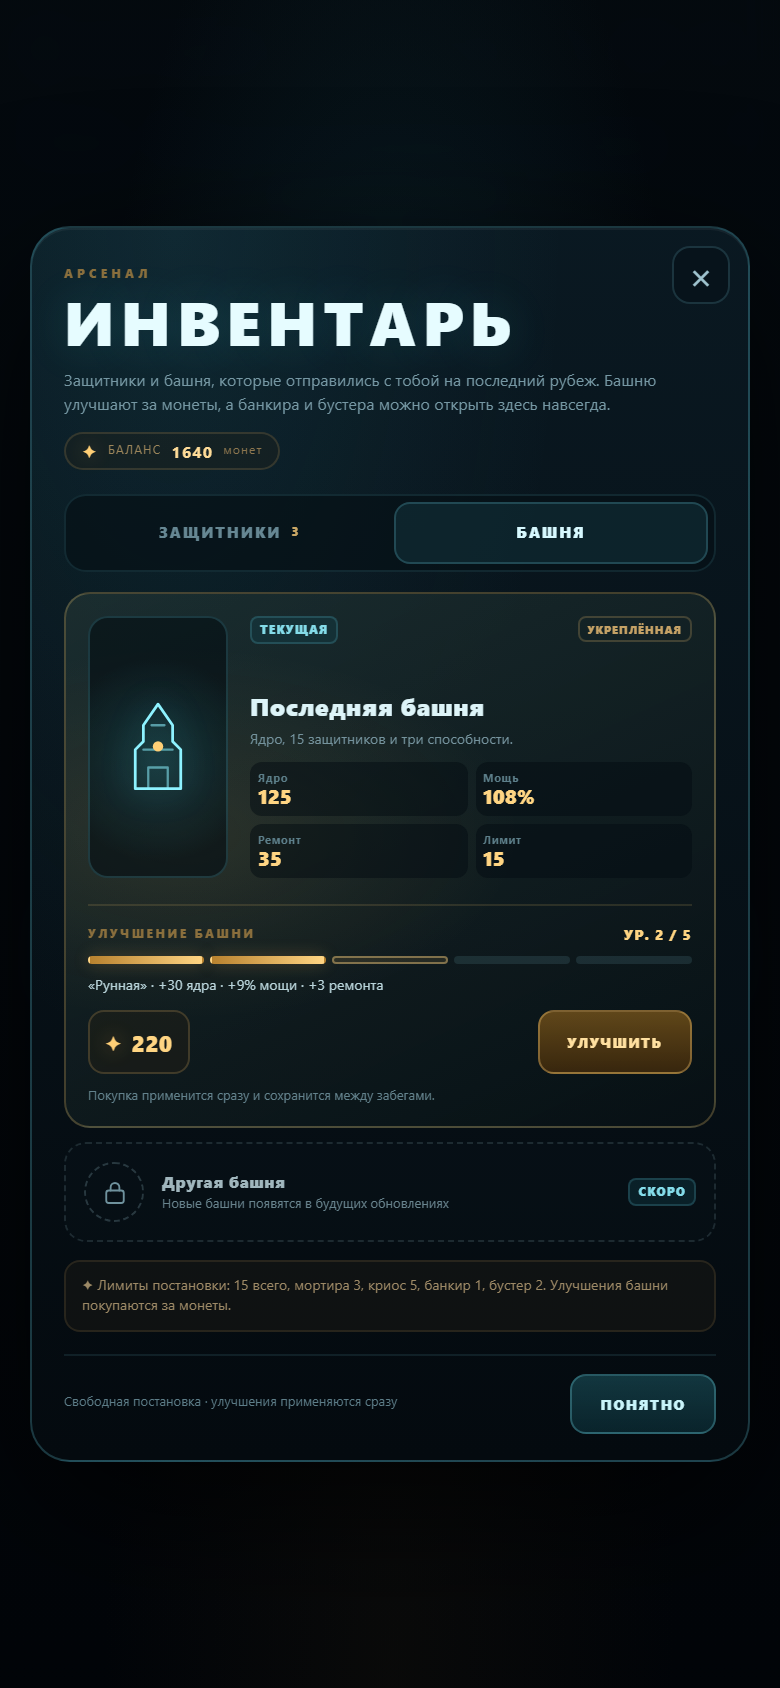 АРСЕНАЛ
ИНВЕНТАРЬ
Защитники и башня, которые отправились с тобой на последний рубеж. Башню
улучшают за монеты, а банкира и бустера можно открыть здесь навсегда.
✦ БАЛАНС 1640 монет
ЗАЩИТНИКИ 3
БАШНЯ
ТЕКУЩАЯ
УКРЕПЛЁННАЯ
Последняя башня
Ядро, 15 защитников и три способности.
Ядро
125
Мощь
108%
Ремонт
35
Лимит
15
УЛУЧШЕНИЕ БАШНИ
УР. 2 / 5
«Рунная» · +30 ядра · +9% мощи · +3 ремонта
✦ 220
УЛУЧШИТЬ
Покупка применится сразу и сохранится между забегами.
Другая башня
Новые башни появятся в будущих обновлениях
СКОРО
✦ Лимиты постановки: 15 всего, мортира 3, криос 5, банкир 1, бустер 2. Улучшения башни
покупаются за монеты.
Свободная постановка · улучшения применяются сразу
ПОНЯТНО